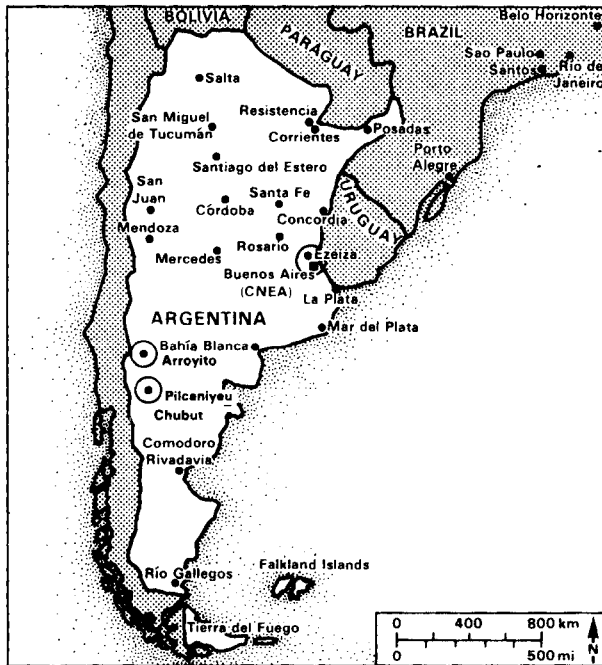 BOLIVIA
PARAGUAY
BRAZIL
Belo Horizonte
Sao Paulo
Santos
Río de
Janeiro
Salta
San Miguel
de Tucumán
Resistencia
Corrientes
Posadas
Santiago del Estero
Porto
Alegre
San
Juan
Córdoba
Santa Fe
Concordia
URUGUAY
Mendoza
Mercedes
Rosario
Ezeiza
Buenos Aires
(CNEA)
La Plata
ARGENTINA
Mar del Plata
Bahía Blanca
Arroyito
Pilcaniyeu
Chubut
Comodoro
Rivadavia
Río Gallegos
Falkland Islands
Tierra del Fuego
0 400 800 km
0 500 mi
N